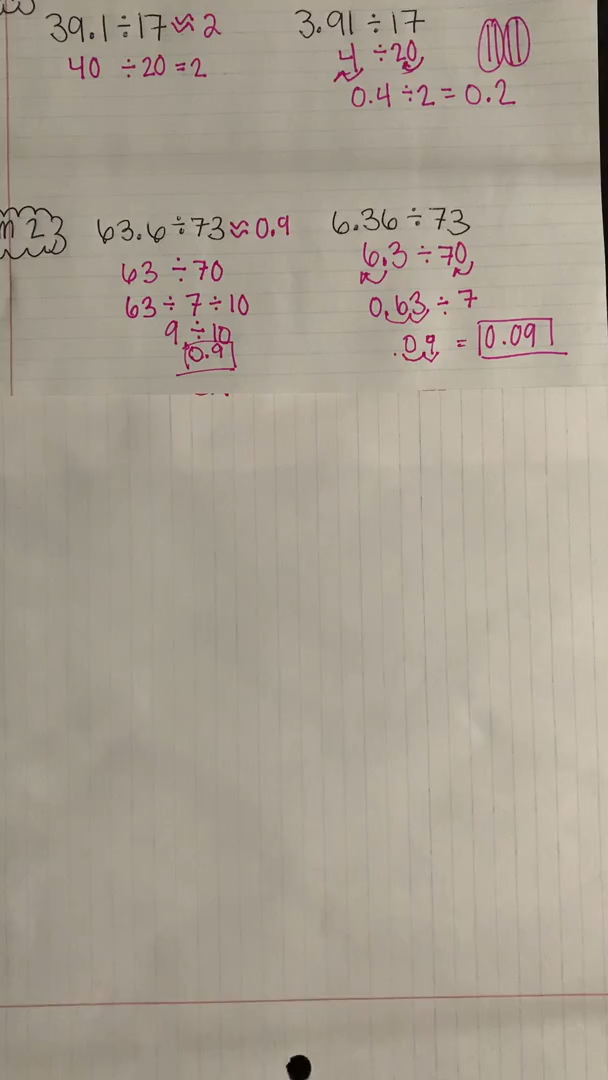 39.1 ÷ 17 ≈ 2
40 ÷ 20 = 2
3.91 ÷ 17
4 ÷ 20
0.4 ÷ 2 = 0.2
23
63.6 ÷ 73 ≈ 0.9
63 ÷ 70
63 ÷ 7 ÷ 10
9 ÷ 10
0.9
6.36 ÷ 73
6.3 ÷ 70
0.63 ÷ 7
.09 = 0.09